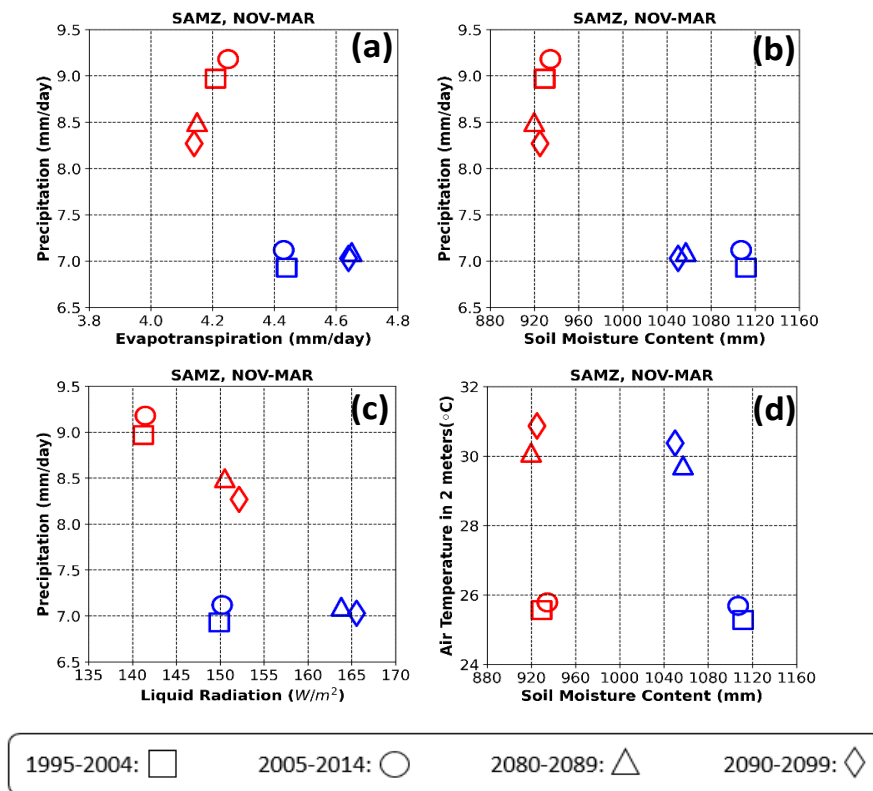 SAMZ, NOV-MAR
(a)
9.5
9.0
8.5
8.0
7.5
7.0
6.5
Precipitation (mm/day)
3.8 4.0 4.2 4.4 4.6 4.8
Evapotranspiration (mm/day)
SAMZ, NOV-MAR
(b)
9.5
9.0
8.5
8.0
7.5
7.0
6.5
Precipitation (mm/day)
880 920 960 1000 1040 1080 1120 1160
Soil Moisture Content (mm)
SAMZ, NOV-MAR
(c)
9.5
9.0
8.5
8.0
7.5
7.0
6.5
Precipitation (mm/day)
135 140 145 150 155 160 165 170
Liquid Radiation (W/m²)
SAMZ, NOV-MAR
(d)
32
30
28
26
24
Air Temperature in 2 meters(◦C)
880 920 960 1000 1040 1080 1120 1160
Soil Moisture Content (mm)
1995-2004: 2005-2014: 2080-2089: 2090-2099: